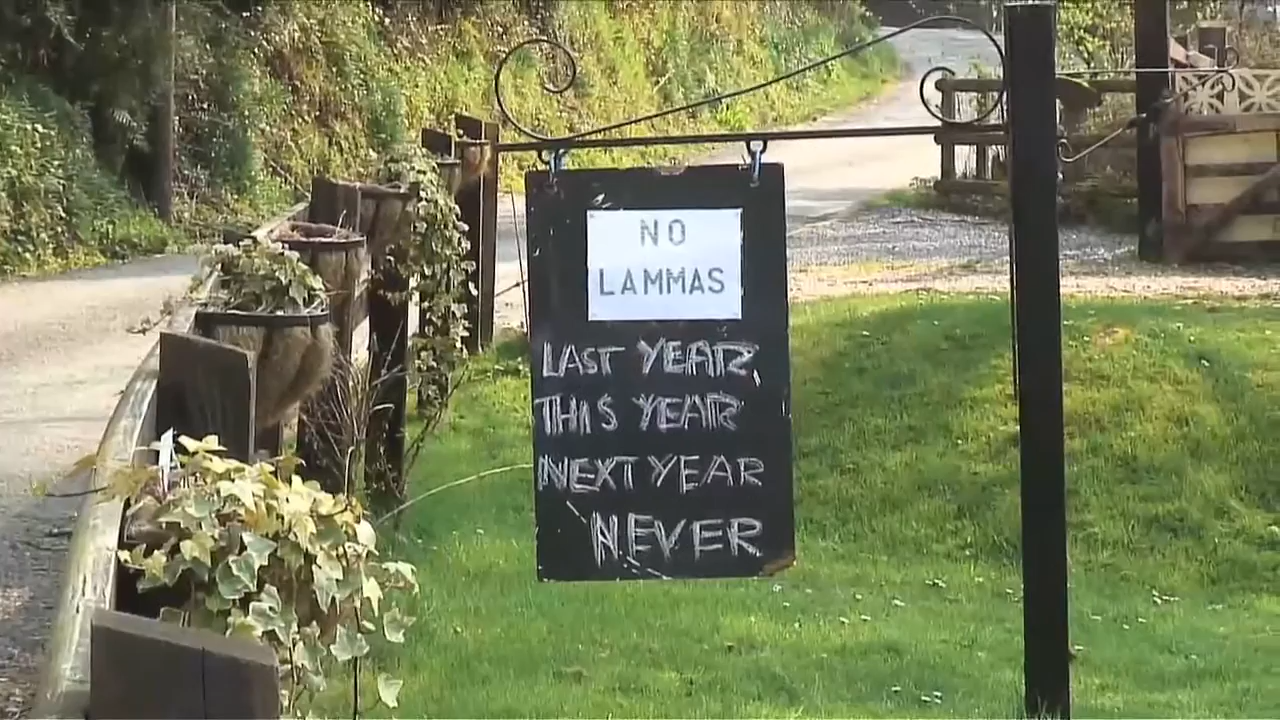 NO
LAMMAS
LAST YEAR,
THIS YEAR
NEXT YEAR
NEVER